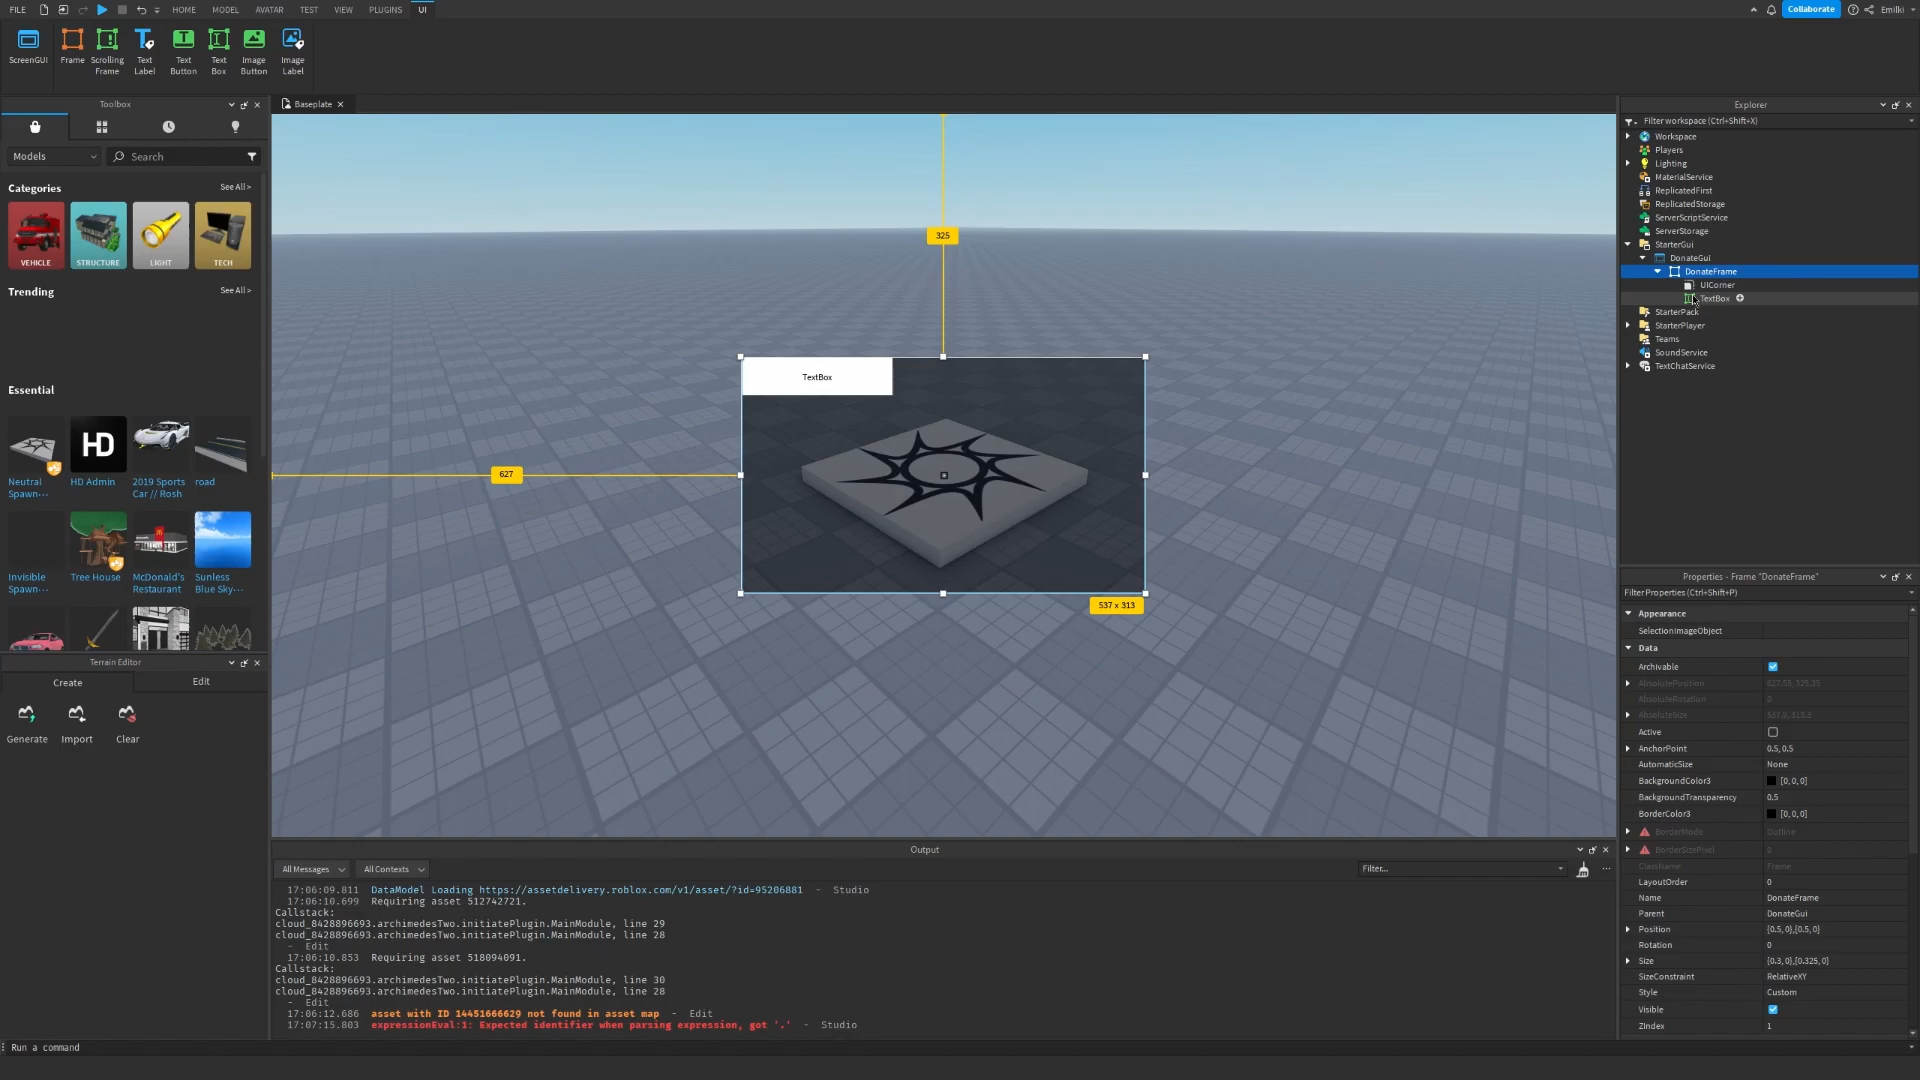 FILE HOME MODEL AVATAR TEST VIEW PLUGINS UI Collaborate Emilki
ScreenGUI Frame Scrolling Frame Text Label Text Button Text Box Image Button Image Label
Toolbox
Models Search
Categories See All >
VEHICLE STRUCTURE LIGHT TECH
Trending See All >
Essential
HD
Neutral Spawn··· HD Admin 2019 Sports Car // Rosh road
Invisible Spawn··· Tree House McDonald's Restaurant Sunless Blue Sky···
Terrain Editor
Create Edit
Generate Import Clear
Baseplate
325
TextBox
627
537 x 313
Output
All Messages All Contexts Filter...
17:06:09.811 DataModel Loading https://assetdelivery.roblox.com/v1/asset/?id=95206881 - Studio
17:06:10.699 Requiring asset 512742721.
Callstack:
cloud_8428896693.archimedesTwo.initiatePlugin.MainModule, line 29
cloud_8428896693.archimedesTwo.initiatePlugin.MainModule, line 28
- Edit
17:06:10.853 Requiring asset 518094091.
Callstack:
cloud_8428896693.archimedesTwo.initiatePlugin.MainModule, line 30
cloud_8428896693.archimedesTwo.initiatePlugin.MainModule, line 28
- Edit
17:06:12.686 asset with ID 14451666629 not found in asset map - Edit
17:07:15.803 expressionEval:1: Expected identifier when parsing expression, got '.' - Studio
Run a command
Explorer
Filter workspace (Ctrl+Shift+X)
Workspace
Players
Lighting
MaterialService
ReplicatedFirst
ReplicatedStorage
ServerScriptService
ServerStorage
StarterGui
DonateGui
DonateFrame
UICorner
TextBox
StarterPack
StarterPlayer
Teams
SoundService
TextChatService
Properties - Frame "DonateFrame"
Filter Properties (Ctrl+Shift+P)
Appearance
SelectionImageObject
Data
Archivable
AbsolutePosition 627.55, 325.35
AbsoluteRotation 0
AbsoluteSize 537.9, 313.3
Active
AnchorPoint 0.5, 0.5
AutomaticSize None
BackgroundColor3 [0, 0, 0]
BackgroundTransparency 0.5
BorderColor3 [0, 0, 0]
BorderMode Outline
BorderSizePixel 0
ClassName Frame
LayoutOrder 0
Name DonateFrame
Parent DonateGui
Position {0.5, 0},{0.5, 0}
Rotation 0
Size {0.3, 0},{0.325, 0}
SizeConstraint RelativeXY
Style Custom
Visible
ZIndex 1